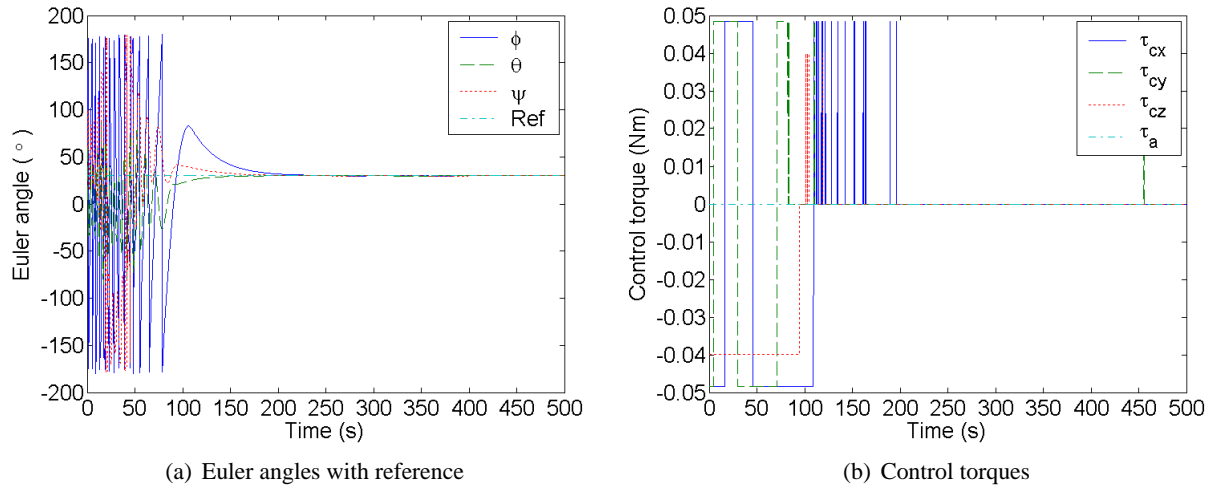 200
150
100
50
0
-50
-100
-150
-200
Euler angle ( ° )
0 50 100 150 200 250 300 350 400 450 500
Time (s)
ϕ
θ
ψ
Ref
(a) Euler angles with reference
0.05
0.04
0.03
0.02
0.01
0
-0.01
-0.02
-0.03
-0.04
-0.05
Control torque (Nm)
0 50 100 150 200 250 300 350 400 450 500
Time (s)
τcx
τcy
τcz
τa
(b) Control torques